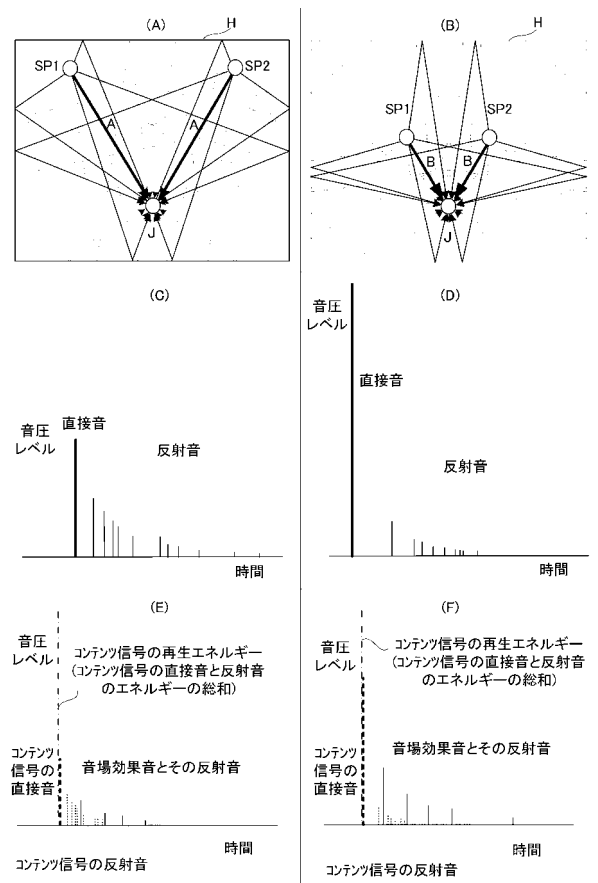 (A)
H
SP1
SP2
A
A
J
(B)
H
SP1
SP2
B
B
J
(C)
音圧
レベル
直接音
反射音
時間
(D)
音圧
レベル
直接音
反射音
時間
(E)
音圧
レベル
コンテンツ信号の再生エネルギー
(コンテンツ信号の直接音と反射音
のエネルギーの総和)
コンテンツ
信号の
直接音
音場効果音とその反射音
時間
コンテンツ信号の反射音
(F)
音圧
レベル
コンテンツ信号の再生エネルギー
(コンテンツ信号の直接音と反射音
のエネルギーの総和)
コンテンツ
信号の
直接音
音場効果音とその反射音
時間
コンテンツ信号の反射音